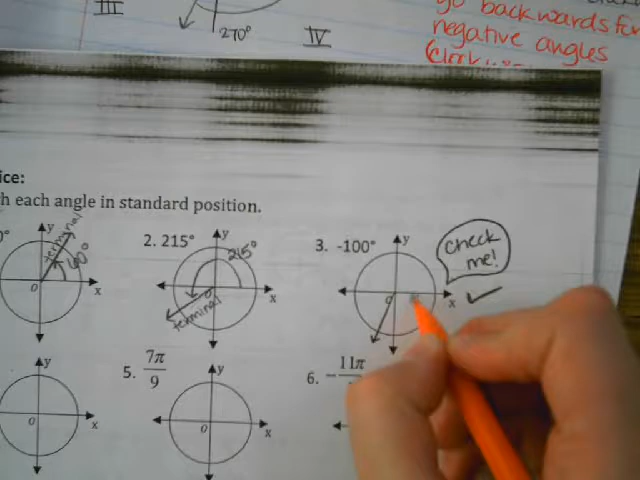 III
270°
IV
go backwards for
negative angles
ice:
h each angle in standard position.
y
terminal
O
x
2. 215°
y
215°
O
x
terminal
3. -100°
y
x
Check
me!
y
O
x
5. 7π
9
y
O
x
6. - 11π